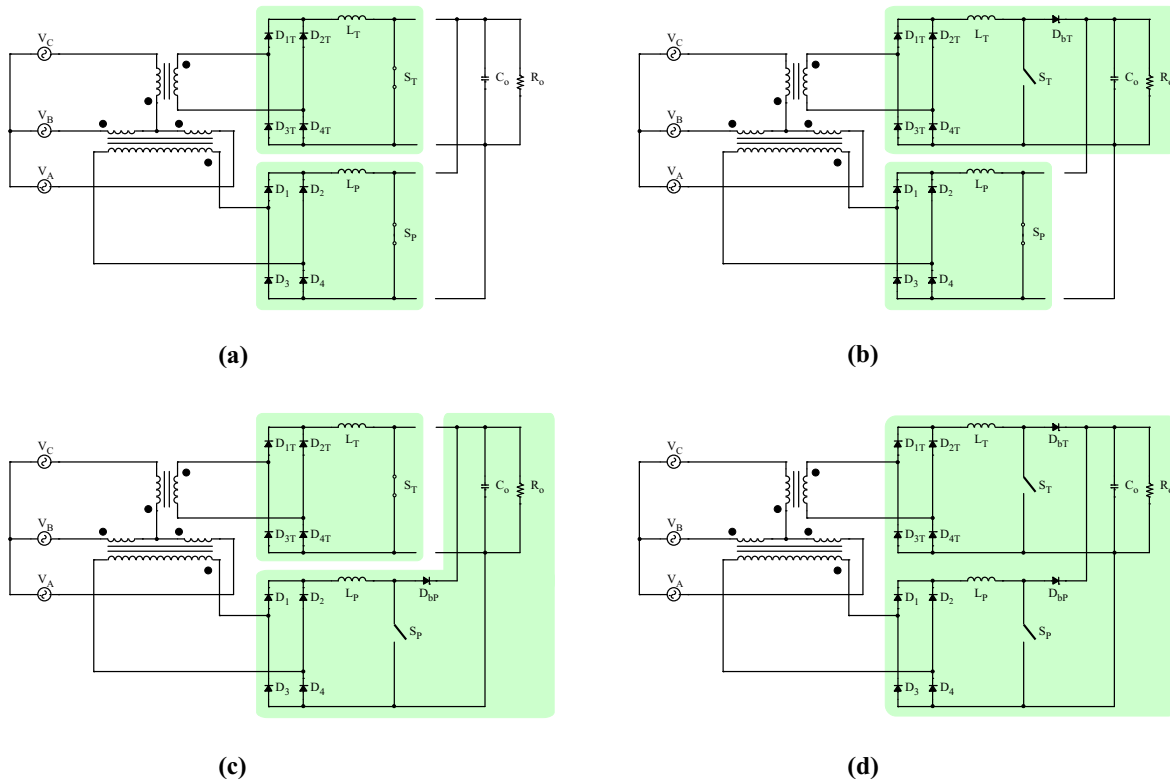 V_C
V_B
V_A
D_1T D_2T
D_3T D_4T
L_T
S_T
C_o R_o
D_1 D_2
D_3 D_4
L_P
S_P
(a)
V_C
V_B
V_A
D_1T D_2T
D_3T D_4T
L_T
D_bT
S_T
C_o R
D_1 D_2
D_3 D_4
L_P
S_P
(b)
V_C
V_B
V_A
D_1T D_2T
D_3T D_4T
L_T
S_T
C_o R_o
D_1 D_2
D_3 D_4
L_P
D_bP
S_P
(c)
V_C
V_B
V_A
D_1T D_2T
D_3T D_4T
L_T
D_bT
S_T
C_o R
D_1 D_2
D_3 D_4
L_P
D_bP
S_P
(d)